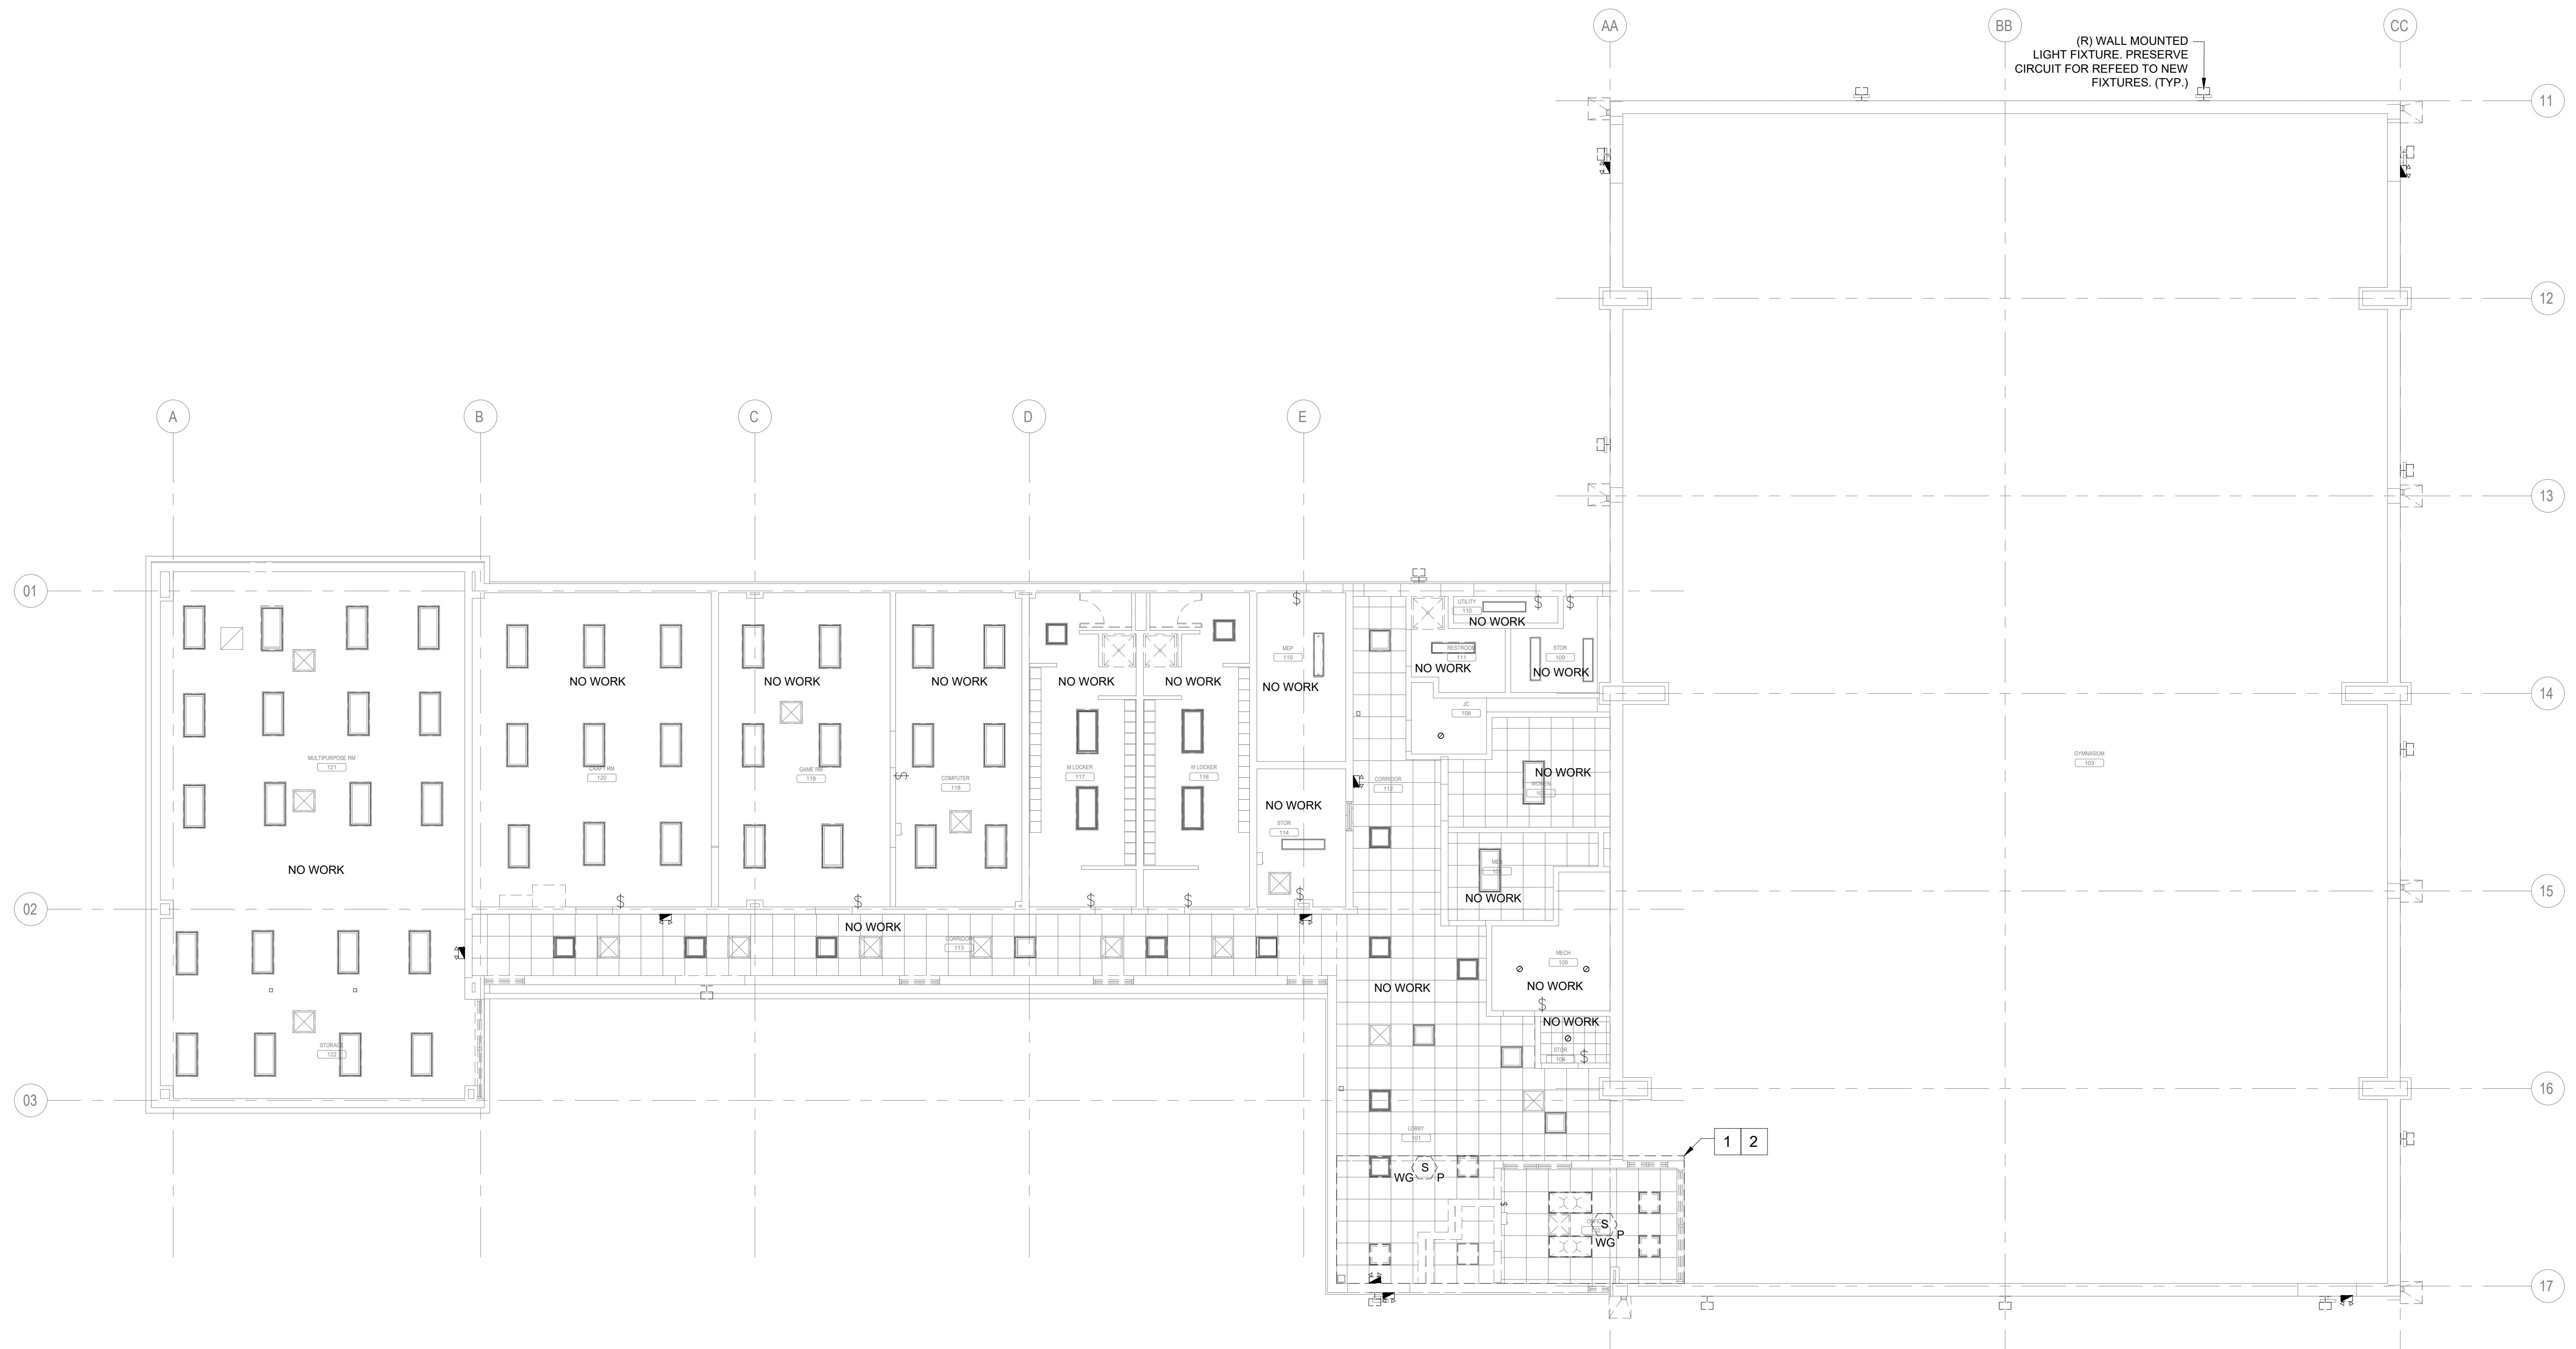 AA
BB
CC
(R) WALL MOUNTED
LIGHT FIXTURE. PRESERVE
CIRCUIT FOR REFEED TO NEW
FIXTURES. (TYP.)
11
12
A
B
C
D
E
13
01
UTILITY
110
NO WORK
MEP
115
RESTROOM
111
STOR
109
NO WORK
NO WORK
NO WORK
NO WORK
NO WORK
NO WORK
NO WORK
NO WORK
NO WORK
14
JC
108
MULTIPURPOSE RM
121
CRAFT RM
120
GAME RM
119
COMPUTER
118
M LOCKER
117
W LOCKER
116
CORRIDOR
112
NO WORK
WOMEN
GYMNASIUM
103
NO WORK
STOR
114
NO WORK
MEN
NO WORK
15
02
NO WORK
CORRIDOR
113
MECH
105
NO WORK
NO WORK
NO WORK
STOR
104
STORAGE
122
16
03
LOBBY
101
1 2
S
WG P
S
P
WG
17